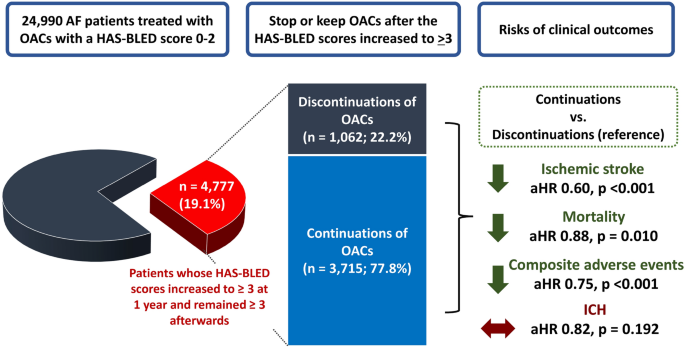 24,990 AF patients treated with
OACs with a HAS-BLED score 0-2
Stop or keep OACs after the
HAS-BLED scores increased to ≥3
Risks of clinical outcomes
Discontinuations of
OACs
(n = 1,062; 22.2%)
Continuations
vs.
Discontinuations (reference)
n = 4,777
(19.1%)
Continuations of
OACs
(n = 3,715; 77.8%)
Patients whose HAS-BLED
scores increased to ≥ 3 at
1 year and remained ≥ 3
afterwards
Ischemic stroke
aHR 0.60, p <0.001
Mortality
aHR 0.88, p = 0.010
Composite adverse events
aHR 0.75, p <0.001
ICH
aHR 0.82, p = 0.192